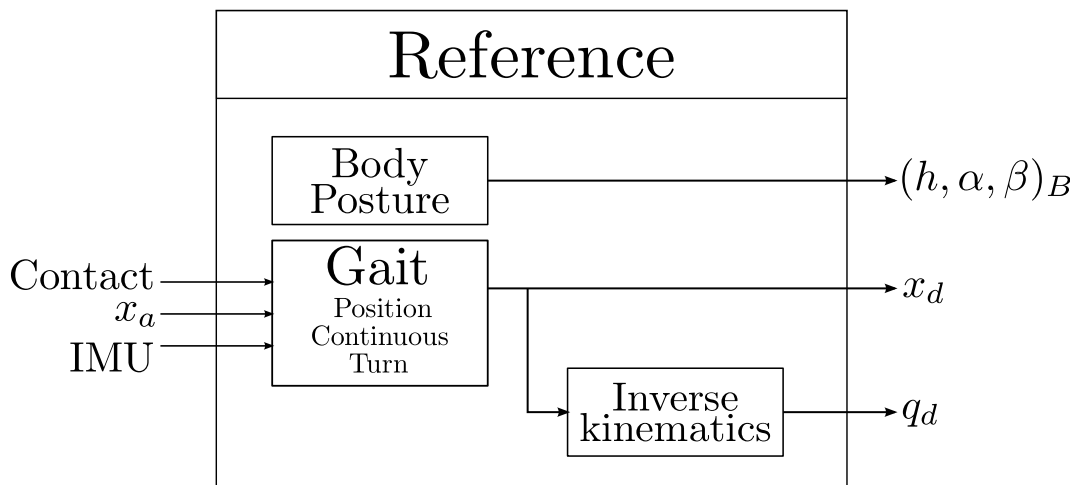 Reference
Body
Posture
(h, α, β)_B
Contact
x_a
IMU
Gait
Position
Continuous
Turn
x_d
Inverse
kinematics
q_d